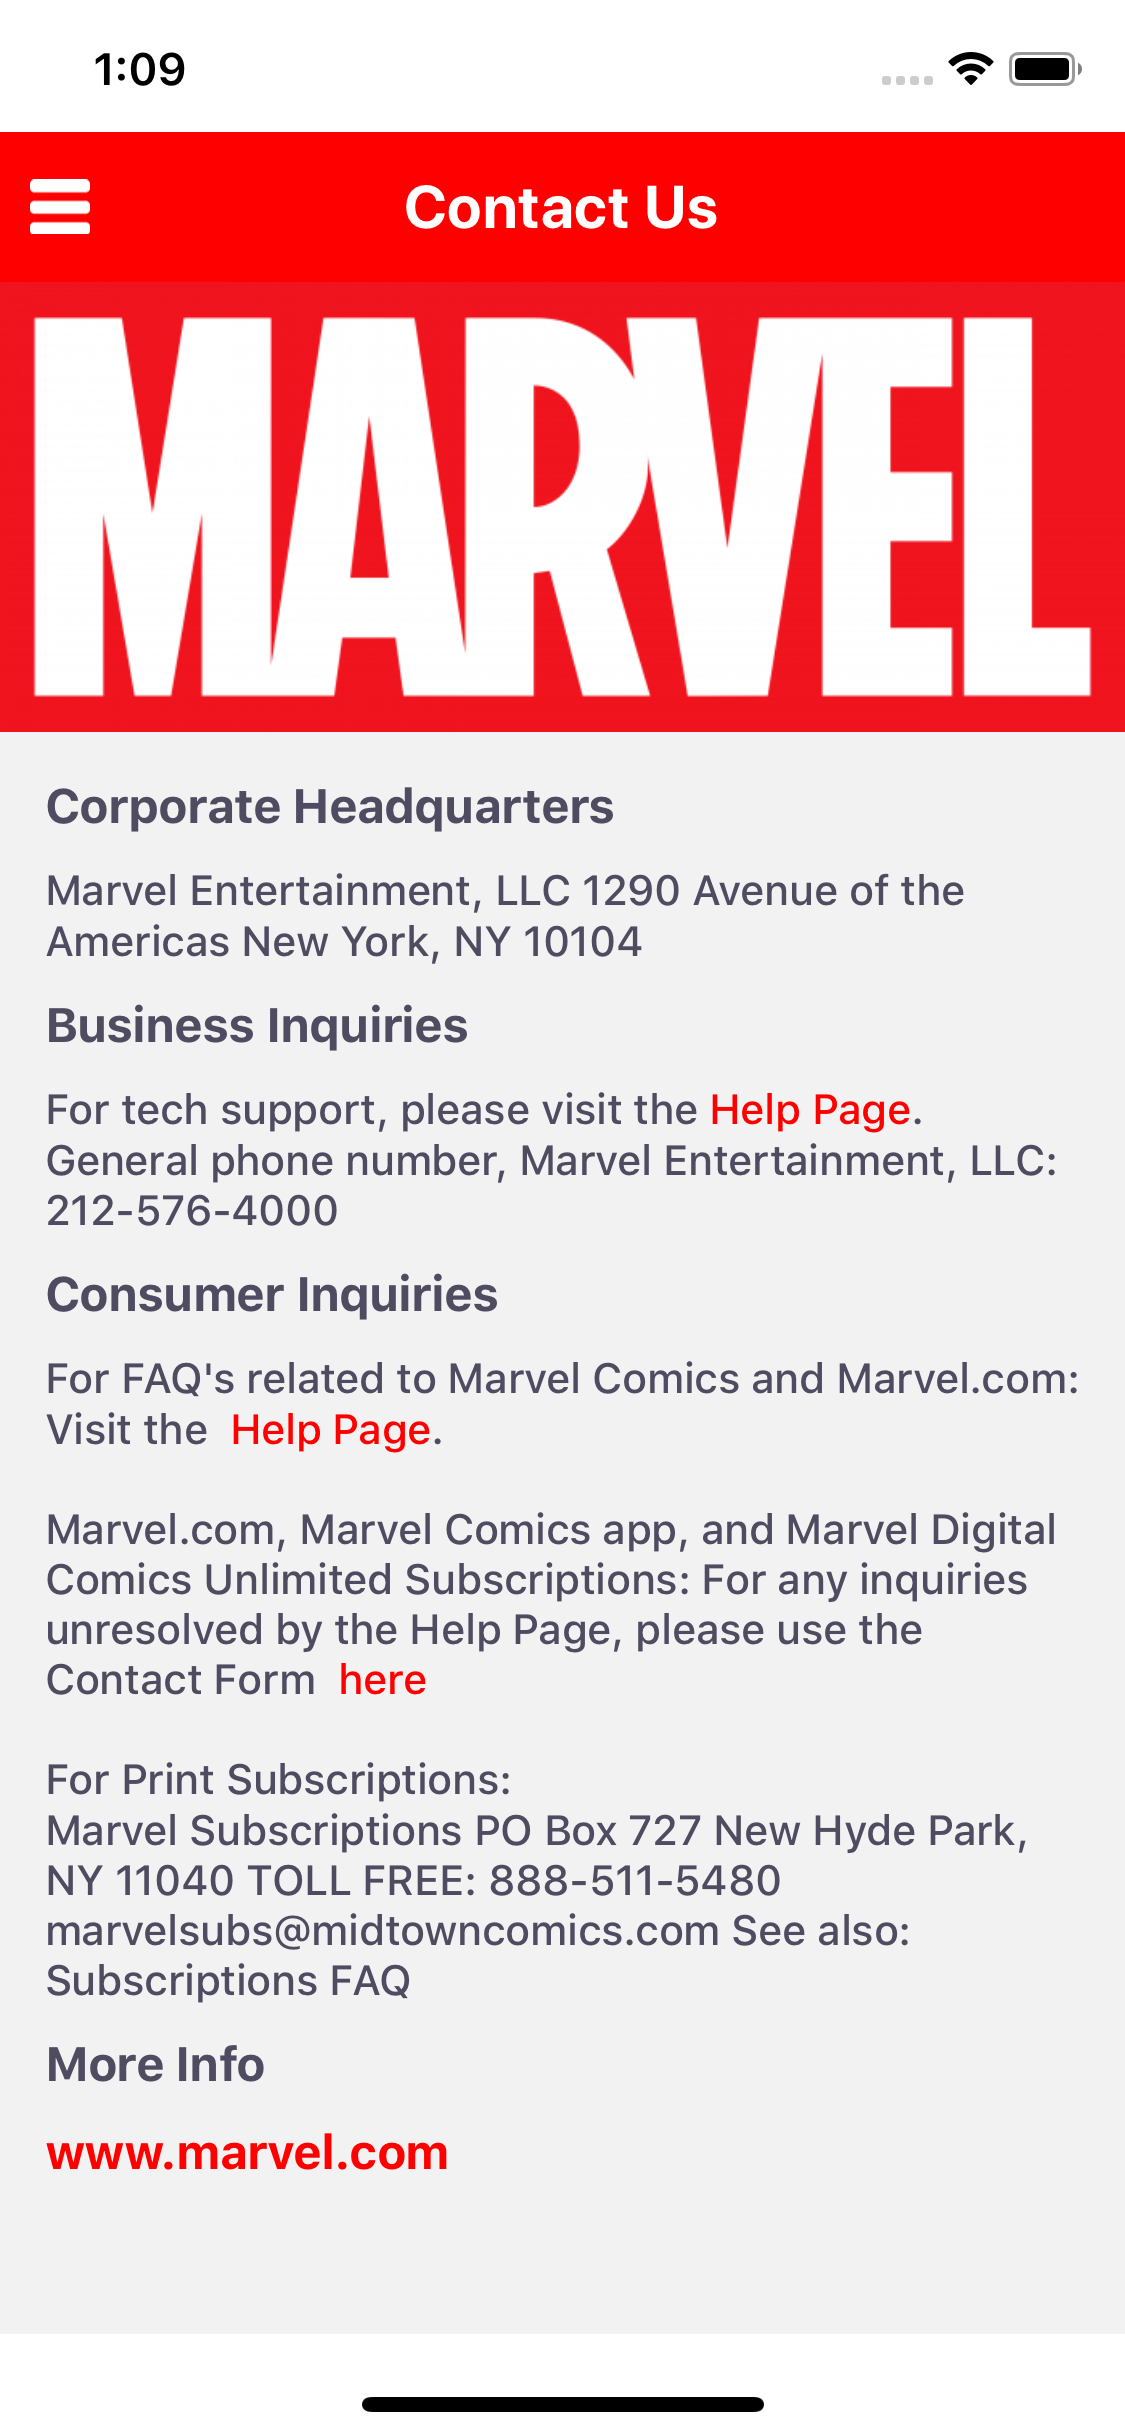 1:09
Contact Us
MARVEL
Corporate Headquarters
Marvel Entertainment, LLC 1290 Avenue of the
Americas New York, NY 10104
Business Inquiries
For tech support, please visit the Help Page.
General phone number, Marvel Entertainment, LLC:
212-576-4000
Consumer Inquiries
For FAQ's related to Marvel Comics and Marvel.com:
Visit the  Help Page.
Marvel.com, Marvel Comics app, and Marvel Digital
Comics Unlimited Subscriptions: For any inquiries
unresolved by the Help Page, please use the
Contact Form  here
For Print Subscriptions:
Marvel Subscriptions PO Box 727 New Hyde Park,
NY 11040 TOLL FREE: 888-511-5480
marvelsubs@midtowncomics.com See also:
Subscriptions FAQ
More Info
www.marvel.com